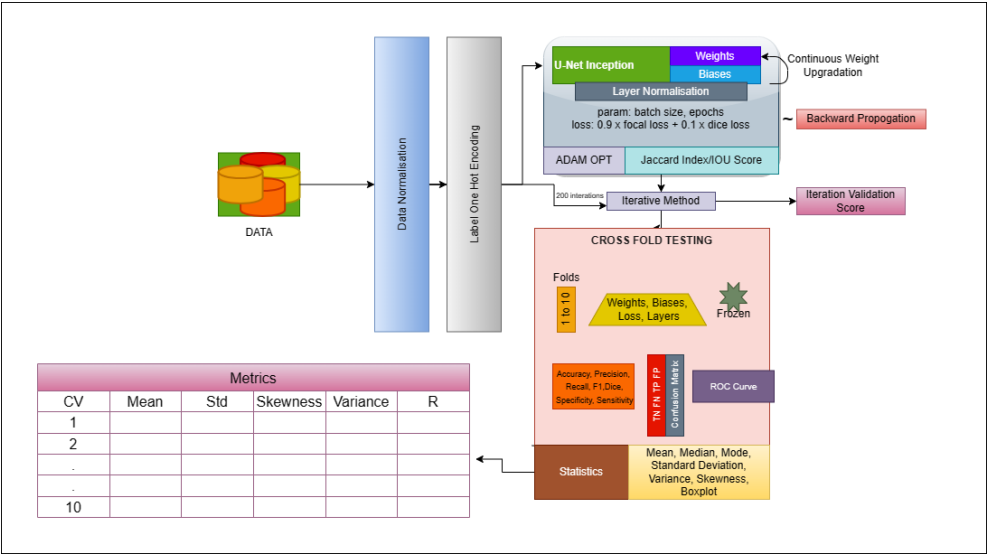 DATA
Data Normalisation
Label One Hot Encoding
U-Net Inception
Weights
Biases
Layer Normalisation
param: batch size, epochs
loss: 0.9 x focal loss + 0.1 x dice loss
ADAM OPT
Jaccard Index/IOU Score
Continuous Weight
Upgradation
~
Backward Propogation
200 interations
Iterative Method
Iteration Validation
Score
CROSS FOLD TESTING
Folds
1 to 10
Weights, Biases,
Loss, Layers
Frozen
Accuracy, Precision,
Recall, F1,Dice,
Specificity, Sensitivity
TN FN TP FP
Confusion Matrix
ROC Curve
Statistics
Mean, Median, Mode,
Standard Deviation,
Variance, Skewness,
Boxplot
Metrics
CV Mean Std Skewness Variance R
1
2
.
.
10